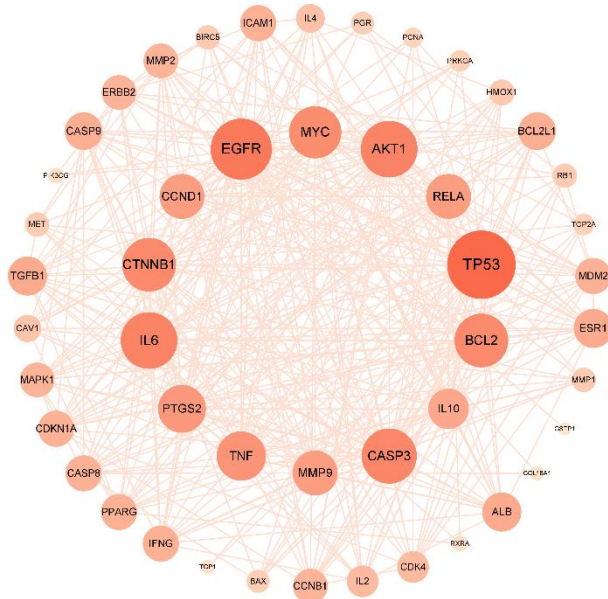 ICAM1
IL4
PGR
PCNA
PRKCA
HMOX1
BCL2L1
RB1
TOP2A
MDM2
ESR1
MMP1
GSTP1
ALB
RXRA
CDK4
IL2
CCNB1
BAX
TOP1
IFNG
PPARG
CASP8
CDKN1A
MAPK1
CAV1
TGFB1
MET
CASP9
ERBB2
MMP2
BIRC5
EGFR
MYC
AKT1
RELA
TP53
BCL2
IL10
CASP3
MMP9
TNF
PTGS2
IL6
CTNNB1
CCND1